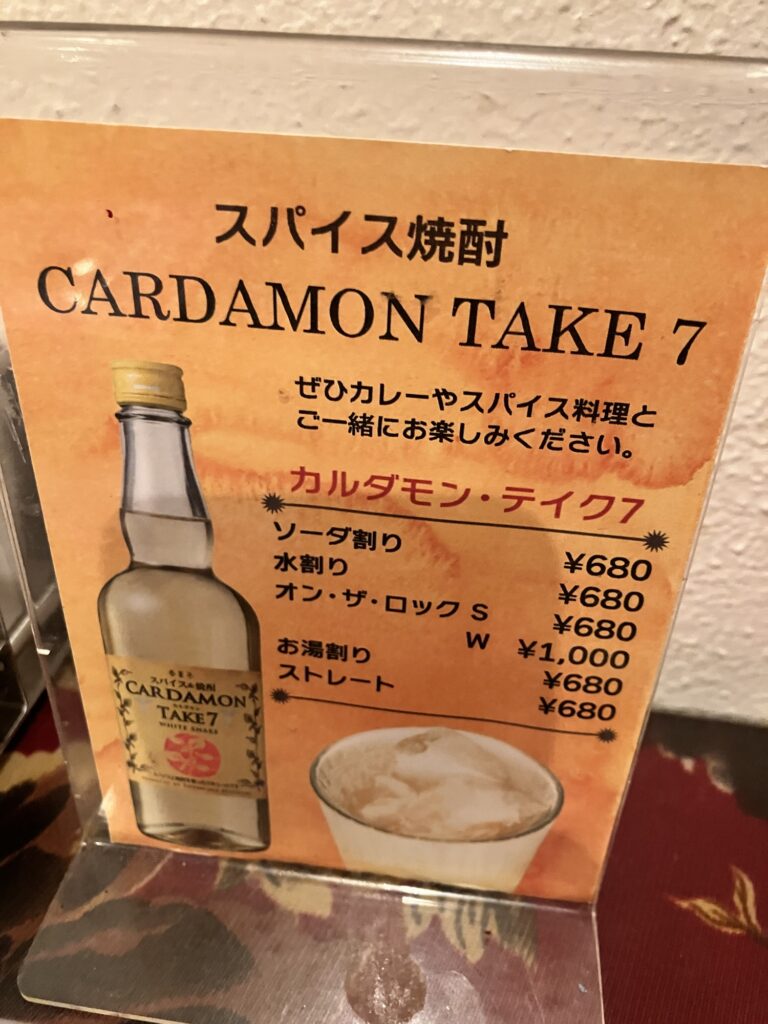 スパイス焼酎
CARDAMON TAKE 7
ぜひカレーやスパイス料理と
ご一緒にお楽しみください。
カルダモン・テイク7
ソーダ割り ¥680
水割り ¥680
オン・ザ・ロック S ¥680
W ¥1,000
お湯割り ¥680
ストレート ¥680
スパイス de 焼酎
CARDAMON
TAKE7
WHITE SNAKE